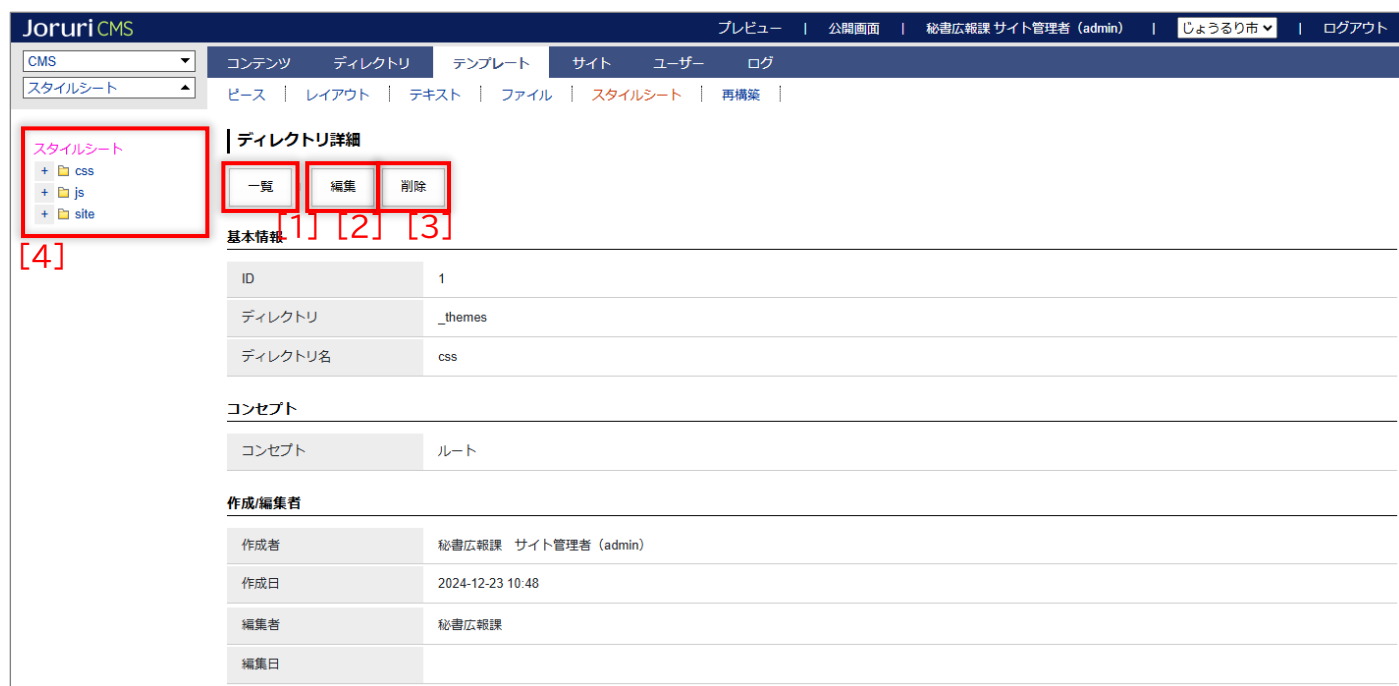 Joruri CMS プレビュー | 公開画面 | 秘書広報課 サイト管理者（admin） | じょうるり市 | ログアウト
CMS
スタイルシート
コンテンツ ディレクトリ テンプレート サイト ユーザー ログ
ピース レイアウト テキスト ファイル スタイルシート 再構築
スタイルシート
+ css
+ js
+ site
[4]
ディレクトリ詳細
一覧 編集 削除
[1] [2] [3]
基本情報
ID 1
ディレクトリ _themes
ディレクトリ名 css
コンセプト
コンセプト ルート
作成/編集者
作成者 秘書広報課　サイト管理者（admin）
作成日 2024-12-23 10:48
編集者 秘書広報課
編集日